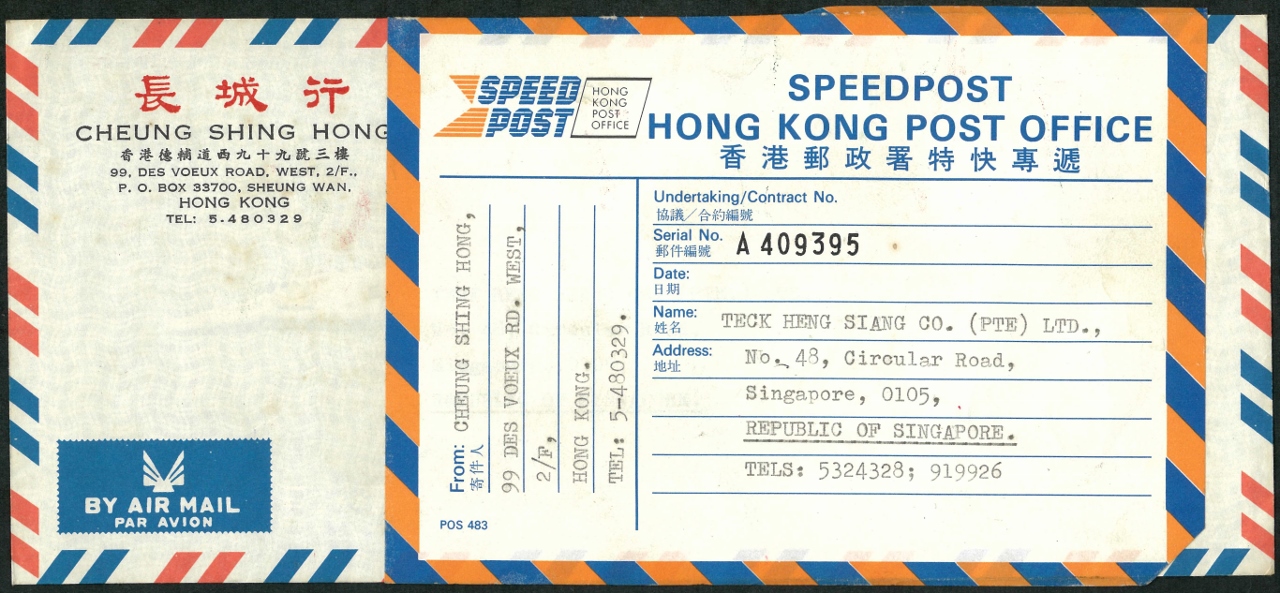 長城行
CHEUNG SHING HONG
香港德輔道西九十九號三樓
99, DES VOEUX ROAD, WEST, 2/F.,
P. O. BOX 33700, SHEUNG WAN,
HONG KONG
TEL: 5-480329
BY AIR MAIL
PAR AVION
SPEED
POST
HONG
KONG
POST
OFFICE
SPEEDPOST
HONG KONG POST OFFICE
香港郵政署特快專遞
From: CHEUNG SHING HONG,
寄件人
99 DES VOEUX RD. WEST,
2/F,
HONG KONG.
TEL: 5-480329.
POS 483
Undertaking/Contract No.
協議／合約編號
Serial No. A 409395
郵件編號
Date:
日期
Name: TECK HENG SIANG CO. (PTE) LTD.,
姓名
Address: No. 48, Circular Road,
地址
Singapore, 0105,
REPUBLIC OF SINGAPORE.
TELS: 5324328; 919926